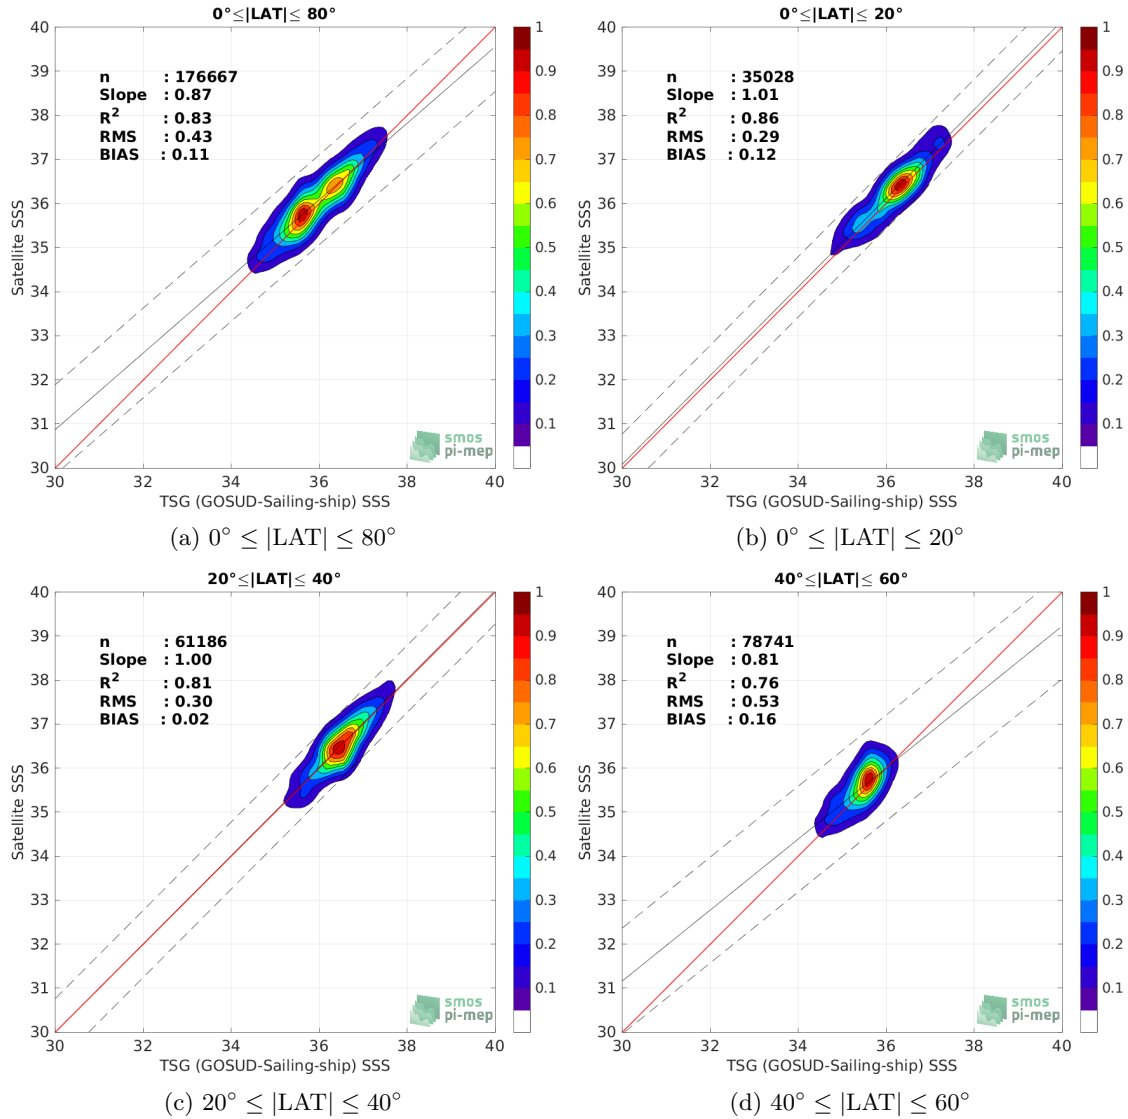 0°≤|LAT|≤ 80°
40
39
38
37
36
35
34
33
32
31
30
Satellite SSS
n : 176667
Slope : 0.87
R² : 0.83
RMS : 0.43
BIAS : 0.11
smos
pi-mep
30 32 34 36 38 40
TSG (GOSUD-Sailing-ship) SSS
1
0.9
0.8
0.7
0.6
0.5
0.4
0.3
0.2
0.1
(a) 0° ≤ |LAT| ≤ 80°
0°≤|LAT|≤ 20°
40
39
38
37
36
35
34
33
32
31
30
Satellite SSS
n : 35028
Slope : 1.01
R² : 0.86
RMS : 0.29
BIAS : 0.12
smos
pi-mep
30 32 34 36 38 40
TSG (GOSUD-Sailing-ship) SSS
1
0.9
0.8
0.7
0.6
0.5
0.4
0.3
0.2
0.1
(b) 0° ≤ |LAT| ≤ 20°
20°≤|LAT|≤ 40°
40
39
38
37
36
35
34
33
32
31
30
Satellite SSS
n : 61186
Slope : 1.00
R² : 0.81
RMS : 0.30
BIAS : 0.02
smos
pi-mep
30 32 34 36 38 40
TSG (GOSUD-Sailing-ship) SSS
1
0.9
0.8
0.7
0.6
0.5
0.4
0.3
0.2
0.1
(c) 20° ≤ |LAT| ≤ 40°
40°≤|LAT|≤ 60°
40
39
38
37
36
35
34
33
32
31
30
Satellite SSS
n : 78741
Slope : 0.81
R² : 0.76
RMS : 0.53
BIAS : 0.16
smos
pi-mep
30 32 34 36 38 40
TSG (GOSUD-Sailing-ship) SSS
1
0.9
0.8
0.7
0.6
0.5
0.4
0.3
0.2
0.1
(d) 40° ≤ |LAT| ≤ 60°